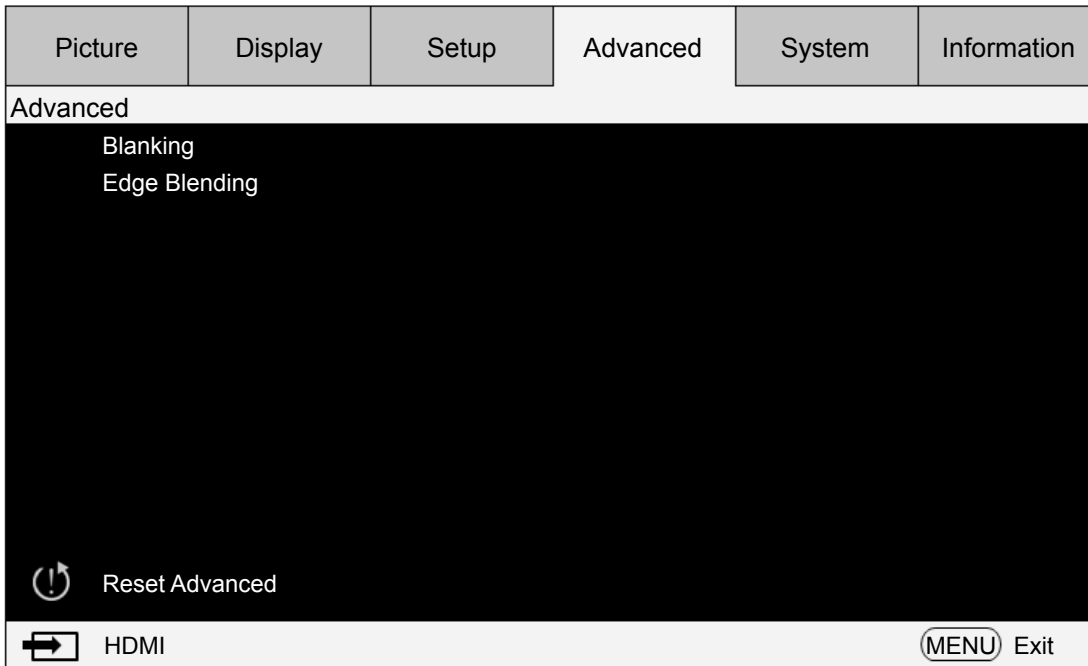 Picture Display Setup Advanced System Information
Advanced
Blanking
Edge Blending
Reset Advanced
HDMI MENU Exit